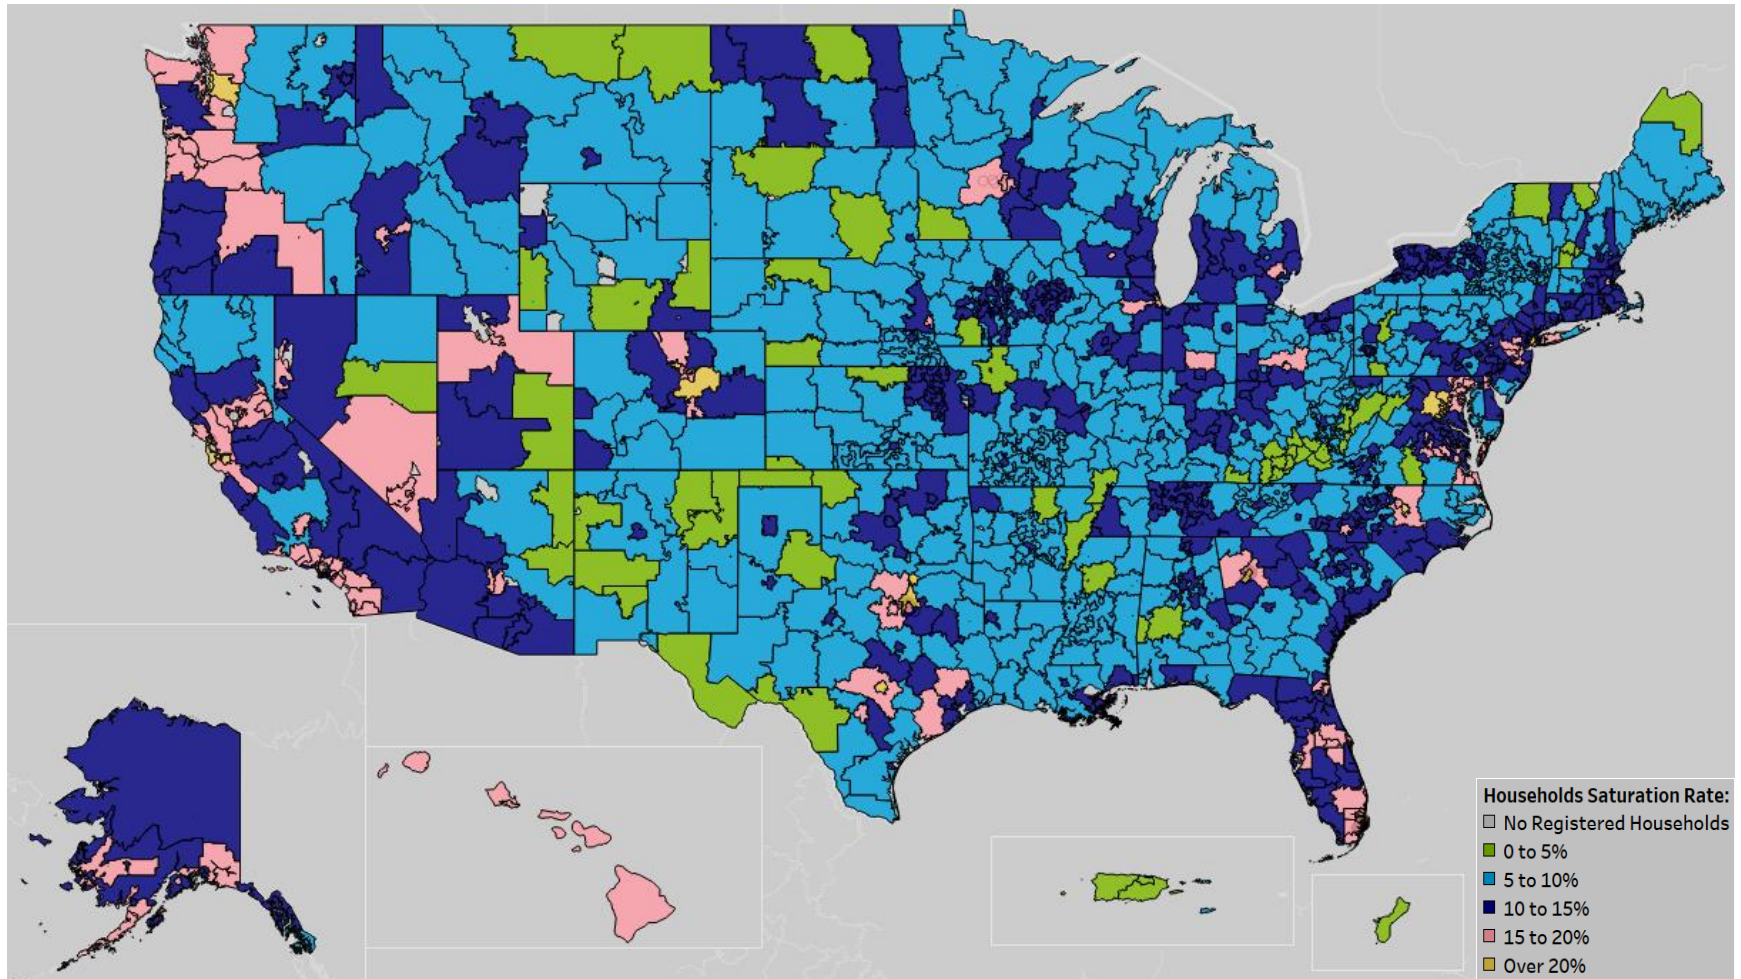 Households Saturation Rate:
No Registered Households
0 to 5%
5 to 10%
10 to 15%
15 to 20%
Over 20%